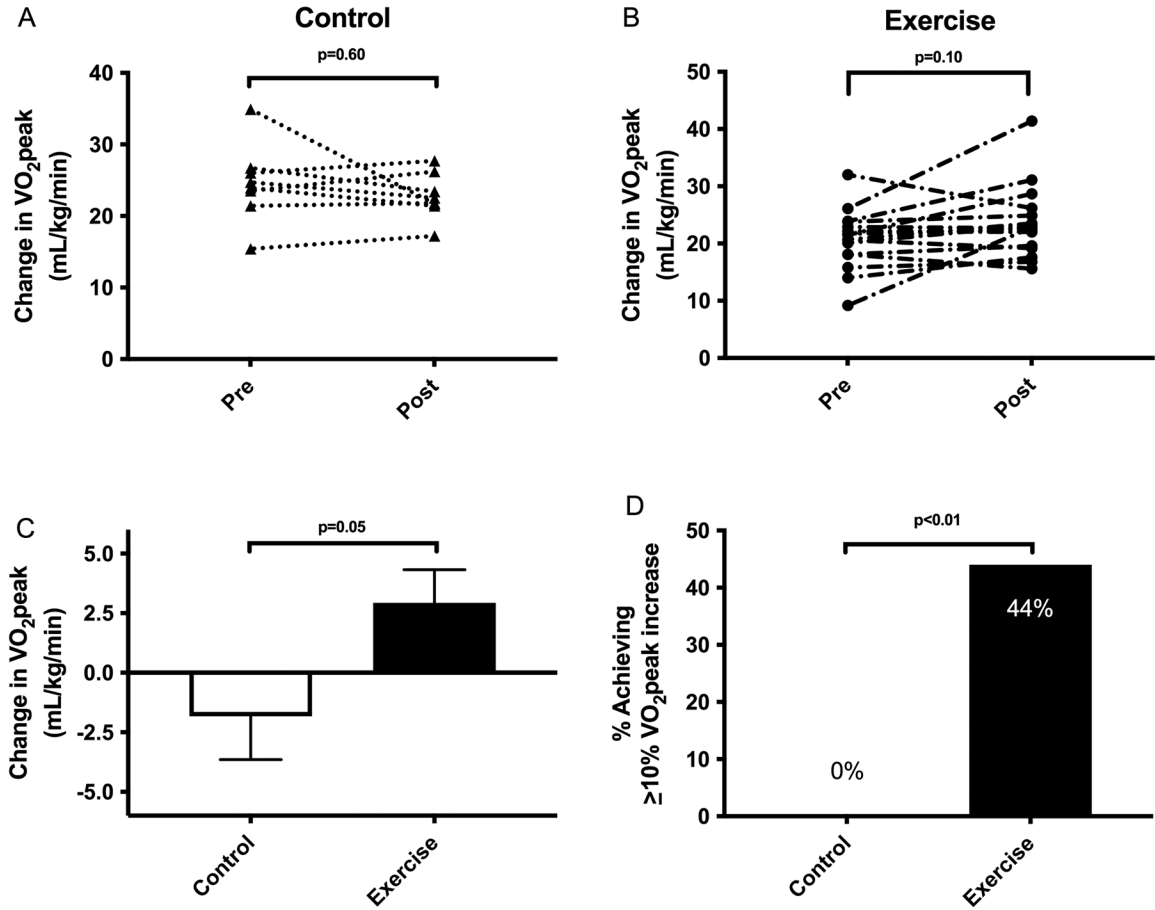 A
Control
p=0.60
Change in VO2peak
(mL/kg/min)
40
30
20
10
0
Pre
Post
B
Exercise
p=0.10
Change in VO2peak
(mL/kg/min)
50
40
30
20
10
0
Pre
Post
C
p=0.05
Change in VO2peak
(mL/kg/min)
5.0
2.5
0.0
-2.5
-5.0
Control
Exercise
D
p<0.01
% Achieving
≥10% VO2peak increase
50
40
30
20
10
0
0%
44%
Control
Exercise